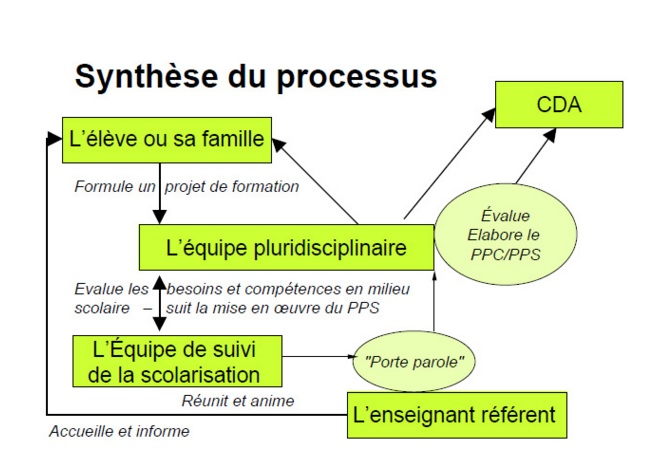 Synthèse du processus
CDA
L'élève ou sa famille
Formule un projet de formation
Évalue
Elabore le
PPC/PPS
L'équipe pluridisciplinaire
Evalue les besoins et compétences en milieu
scolaire – suit la mise en œuvre du PPS
L'Équipe de suivi
de la scolarisation
"Porte parole"
Réunit et anime
L'enseignant référent
Accueille et informe